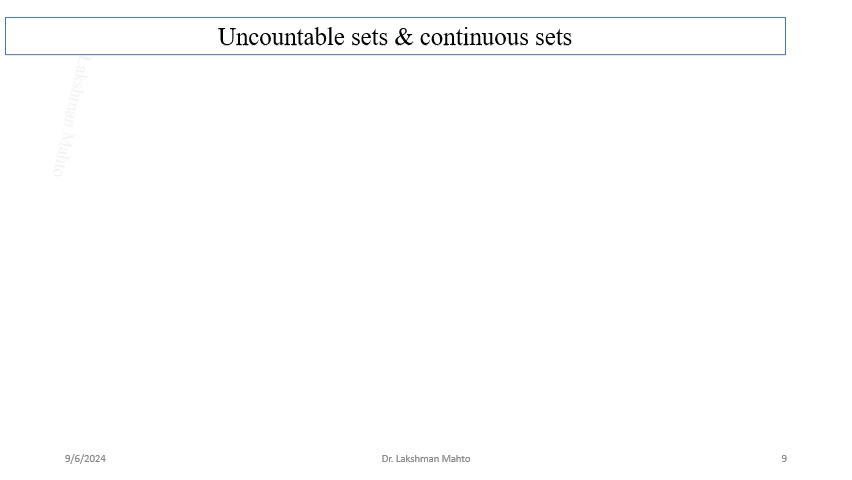 Uncountable sets & continuous sets
Lakshman Mahto
9/6/2024
Dr. Lakshman Mahto
9